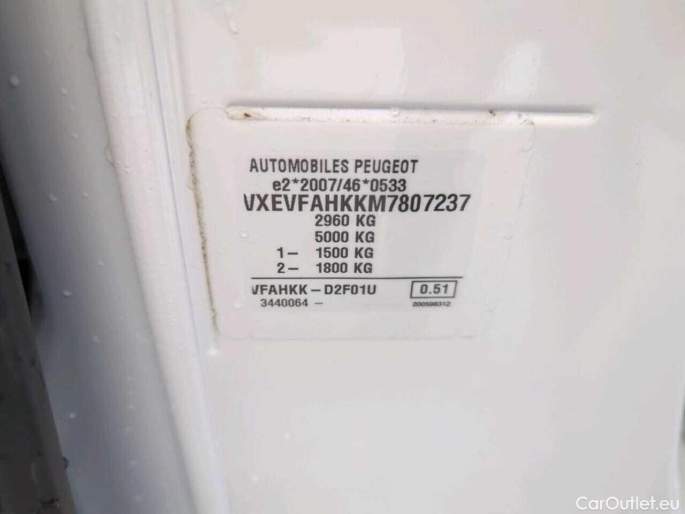 AUTOMOBILES PEUGEOT
e2*2007/46*0533
VXEVFAHKKM7807237
2960 KG
5000 KG
1- 1500 KG
2- 1800 KG
VFAHKK-D2F01U 0.51
3440064 -
CarOutlet.eu